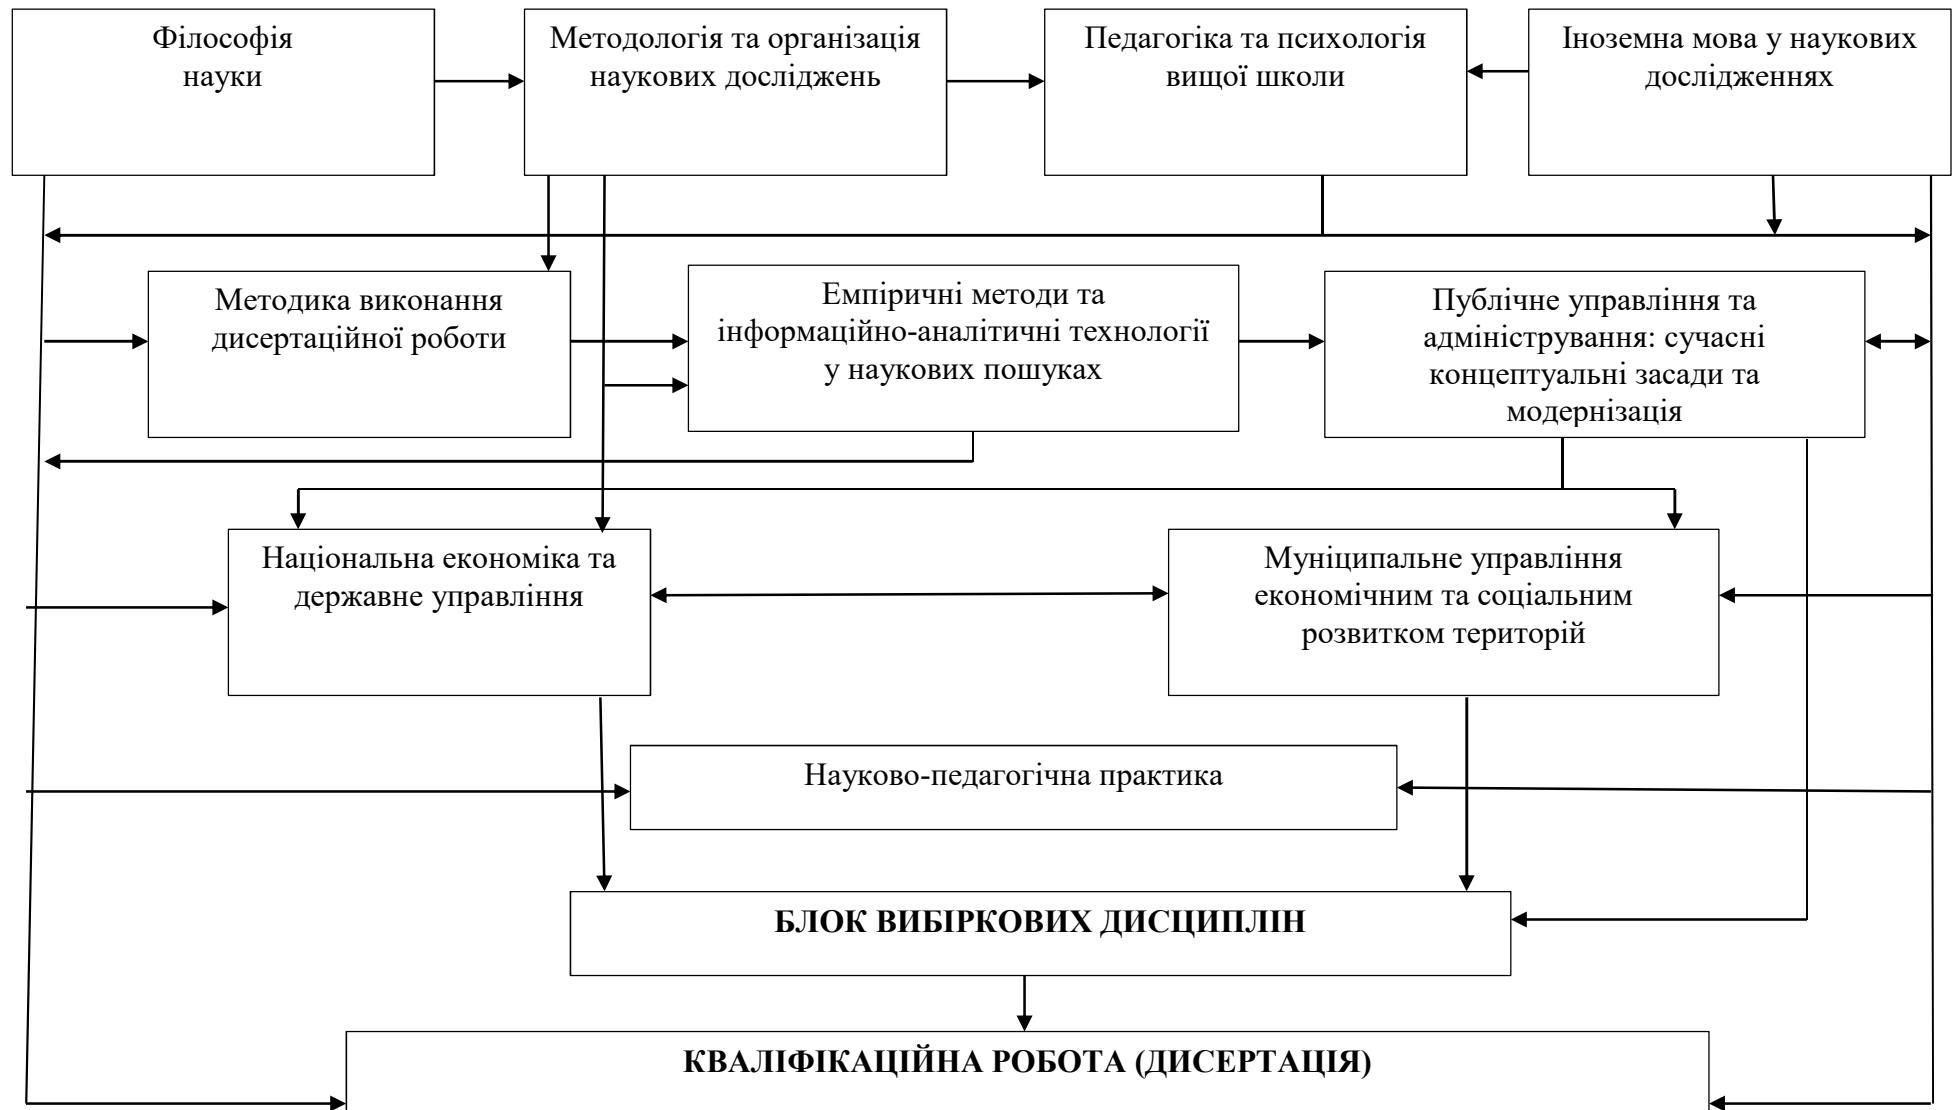 Філософія
науки
Методологія та організація
наукових досліджень
Педагогіка та психологія
вищої школи
Іноземна мова у наукових
дослідженнях
Методика виконання
дисертаційної роботи
Емпіричні методи та
інформаційно-аналітичні технології
у наукових пошуках
Публічне управління та
адміністрування: сучасні
концептуальні засади та
модернізація
Національна економіка та
державне управління
Муніципальне управління
економічним та соціальним
розвитком територій
Науково-педагогічна практика
БЛОК ВИБІРКОВИХ ДИСЦИПЛІН
КВАЛІФІКАЦІЙНА РОБОТА (ДИСЕРТАЦІЯ)